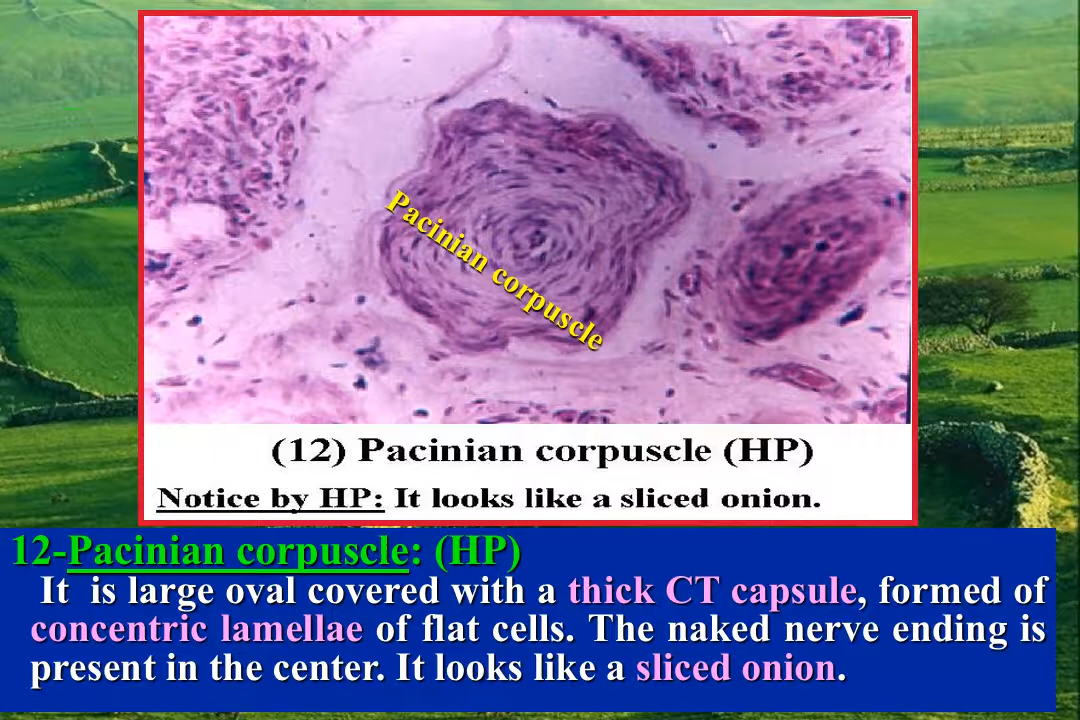 Pacinian corpuscle
(12) Pacinian corpuscle (HP)
Notice by HP: It looks like a sliced onion.
12-Pacinian corpuscle: (HP)
It is large oval covered with a thick CT capsule, formed of
concentric lamellae of flat cells. The naked nerve ending is
present in the center. It looks like a sliced onion.